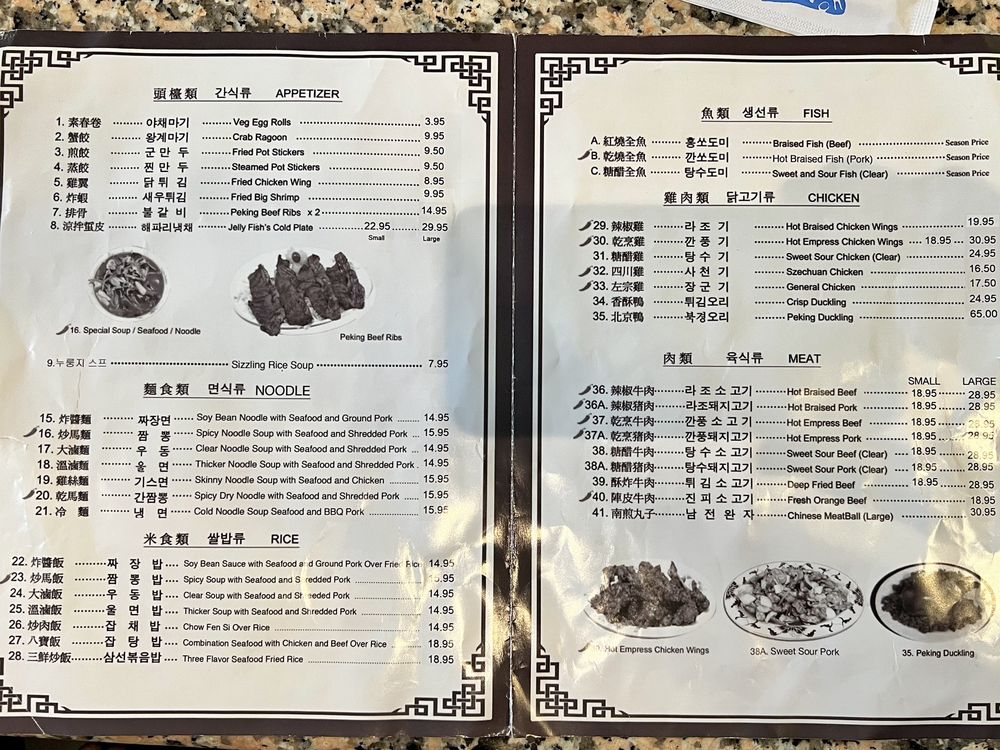 頭檯類 간식류 APPETIZER
1. 素春卷 야채마기 Veg Egg Rolls 3.95
2. 蟹餃 왕계마기 Crab Ragoon 9.95
3. 煎餃 군 만 두 Fried Pot Stickers 9.50
4. 蒸餃 찐 만 두 Steamed Pot Stickers 9.50
5. 雞翼 닭 튀 김 Fried Chicken Wing 8.95
6. 炸蝦 새우튀김 Fried Big Shrimp 9.95
7. 排骨 불 갈 비 Peking Beef Ribs x 2 14.95
8. 涼拌蜇皮 해파리냉채 Jelly Fish's Cold Plate 22.95 29.95
Small Large
16. Special Soup / Seafood / Noodle
Peking Beef Ribs
9.누룽지 스프 Sizzling Rice Soup 7.95
麵食類 면식류 NOODLE
15. 炸醬麵 짜장면 Soy Bean Noodle with Seafood and Ground Pork 14.95
16. 炒馬麵 짬 뽕 Spicy Noodle Soup with Seafood and Shredded Pork 15.95
17. 大滷麵 우 동 Clear Noodle Soup with Seafood and Shredded Pork 14.95
18. 溫滷麵 울 면 Thicker Noodle Soup with Seafood and Shredded Pork 14.95
19. 雞絲麵 기스면 Skinny Noodle Soup with Seafood and Chicken 15.95
20. 乾馬麵 간짬뽕 Spicy Dry Noodle with Seafood and Shredded Pork 15.95
21. 冷 麵 냉 면 Cold Noodle Soup Seafood and BBQ Pork 15.95
米食類 쌀밥류 RICE
22. 炸醬飯 짜 장 밥 Soy Bean Sauce with Seafood and Ground Pork Over Fried Rice 14.95
23. 炒馬飯 짬 뽕 밥 Spicy Soup with Seafood and Shredded Pork
24. 大滷飯 우 동 밥 Clear Soup with Seafood and Shreeded Pork 14.95
25. 溫滷飯 울 면 밥 Thicker Soup with Seafood and Shredded Pork 14.95
26. 炒肉飯 잡 채 밥 Chow Fen Si Over Rice 14.95
27. 八寶飯 잡 탕 밥 Combination Seafood with Chicken and Beef Over Rice 18.95
28. 三鮮炒飯 삼선볶음밥 Three Flavor Seafood Fried Rice 18.95
魚類 생선류 FISH
A. 紅燒全魚 홍쏘도미 Braised Fish (Beef) Season Price
B. 乾燒全魚 깐쏘도미 Hot Braised Fish (Pork) Season Price
C. 糖醋全魚 탕수도미 Sweet and Sour Fish (Clear) Season Price
雞肉類 닭고기류 CHICKEN
29. 辣椒雞 라 조 기 Hot Braised Chicken Wings 19.95
30. 乾烹雞 깐 풍 기 Hot Empress Chicken Wings 18.95 30.95
31. 糖醋雞 탕 수 기 Sweet Sour Chicken (Clear) 24.95
32. 四川雞 사 천 기 Szechuan Chicken 16.50
33. 左宗雞 장 군 기 General Chicken 17.50
34. 香酥鴨 튀김오리 Crisp Duckling 24.95
35. 北京鴨 북경오리 Peking Duckling 65.00
肉類 육식류 MEAT
SMALL LARGE
36. 辣椒牛肉 라 조 소 고 기 Hot Braised Beef 18.95 28.95
36A. 辣椒猪肉 라조돼지고기 Hot Braised Pork 18.95 28.95
37. 乾烹牛肉 깐 풍 소 고 기 Hot Empress Beef 18.95 28.95
37A. 乾烹猪肉 깐풍돼지고기 Hot Empress Pork 18.95 28.95
38. 糖醋牛肉 탕 수 소 고 기 Sweet Sour Beef (Clear) 18.95 28.95
38A. 糖醋猪肉 탕수돼지고기 Sweet Sour Pork (Clear) 18.95 28.95
39. 酥炸牛肉 튀 김 소 고 기 Deep Fried Beef 18.95 28.95
40. 陳皮牛肉 진 피 소 고 기 Fresh Orange Beef 18.95
41. 南煎丸子 남 전 완 자 Chinese MeatBall (Large) 30.95
Hot Empress Chicken Wings
38A. Sweet Sour Pork
35. Peking Duckling